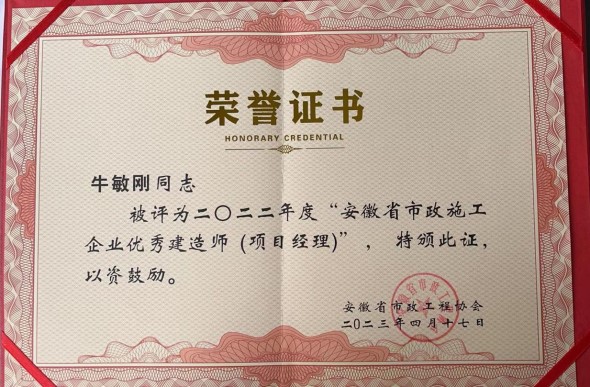 荣誉证书
HONORARY CREDENTIAL
牛敏刚同志
被评为二〇二二年度“安徽省市政施工
企业优秀建造师（项目经理）”，特颁此证，
以资鼓励。
安徽省市政工程协会
二〇二三年四月十七日